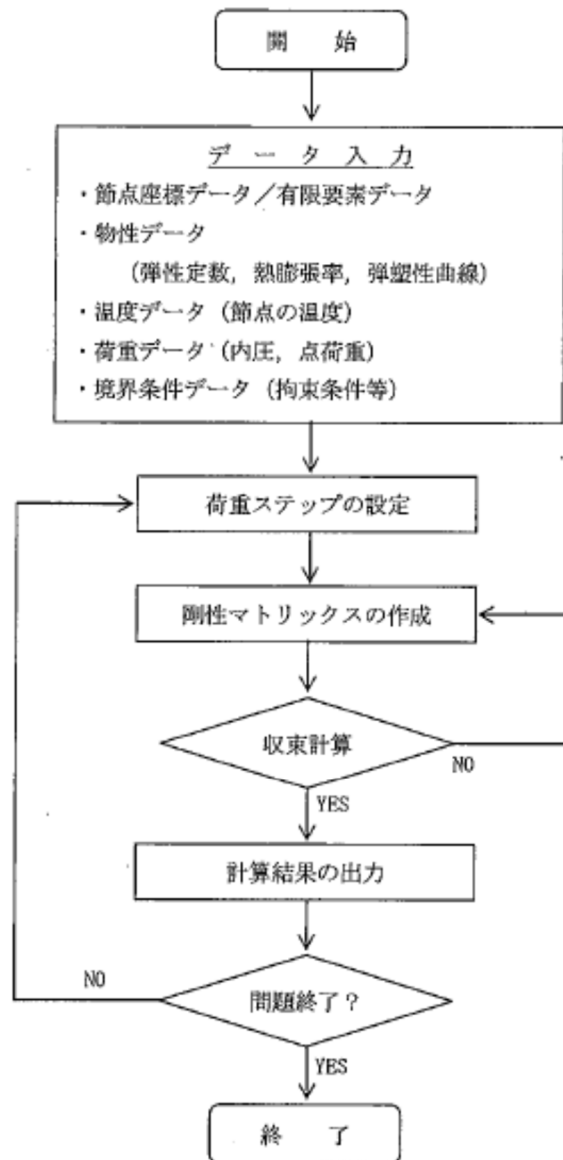 開 始
データ入力
・節点座標データ／有限要素データ
・物性データ
（弾性定数，熱膨張率，弾塑性曲線）
・温度データ（節点の温度）
・荷重データ（内圧，点荷重）
・境界条件データ（拘束条件等）
荷重ステップの設定
剛性マトリックスの作成
収束計算
NO
YES
計算結果の出力
NO
問題終了？
YES
終 了